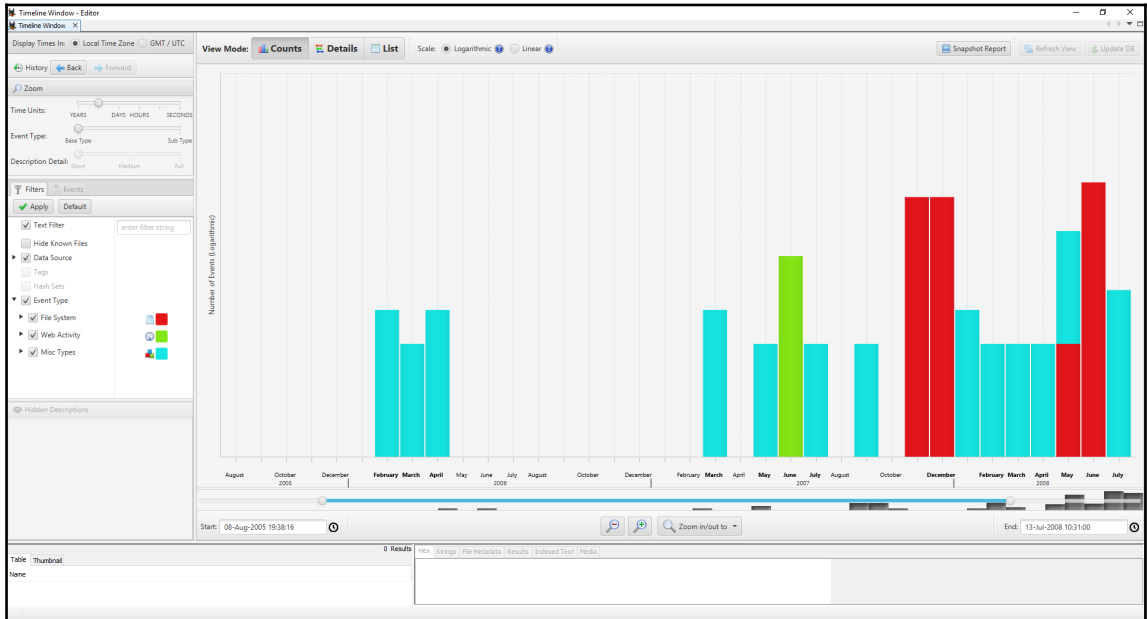 Timeline Window - Editor
Timeline Window
Display Times In: Local Time Zone GMT / UTC
History Back Forward
Zoom
Time Units:
YEARS DAYS HOURS SECONDS
Event Type:
Base Type Sub Type
Description Detail:
Short Medium Full
Filters Events
Apply Default
Text Filter enter filter string
Hide Known Files
Data Source
Tags
Hash Sets
Event Type
File System
Web Activity
Misc Types
Hidden Descriptions
View Mode: Counts Details List Scale: Logarithmic Linear Snapshot Report Refresh View Update DB
Number of Events (Logarithmic)
August October December February March April May June July August October December February March April May June July August October December February March April May June July
2005 2006 2007 2008
Start: 08-Aug-2005 19:38:16 Zoom in/out to End: 13-Jul-2008 10:31:00
0 Results
Table Thumbnail
Name
Hex Strings File Metadata Results Indexed Text Media